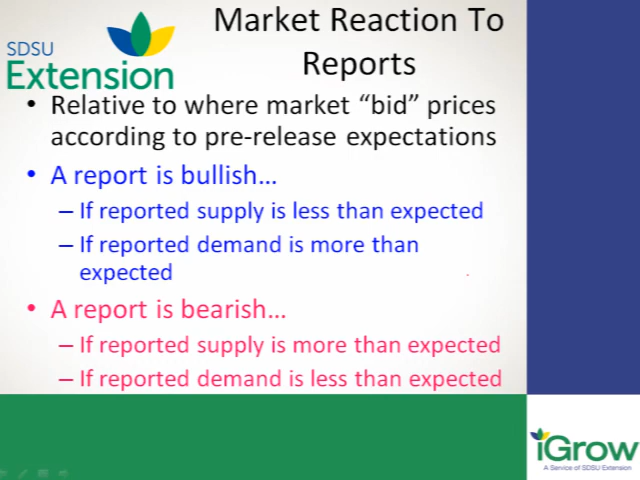 Market Reaction To
Reports
SDSU
Extension
• Relative to where market “bid” prices
according to pre-release expectations
• A report is bullish…
– If reported supply is less than expected
– If reported demand is more than
expected
• A report is bearish…
– If reported supply is more than expected
– If reported demand is less than expected
iGrow
A Service of SDSU Extension